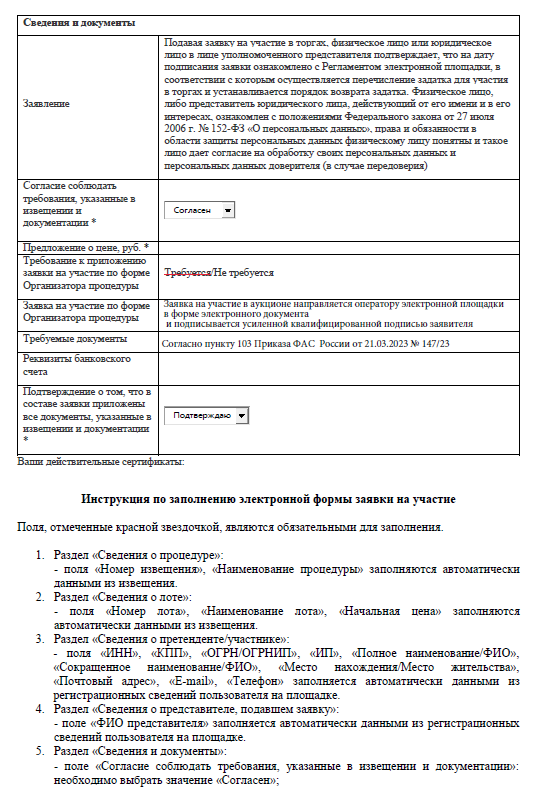 Сведения и документы
Заявление
Подавая заявку на участие в торгах, физическое лицо или юридическое
лицо в лице уполномоченного представителя подтверждает, что на дату
подписания заявки ознакомлено с Регламентом электронной площадки, в
соответствии с которым осуществляется перечисление задатка для участия
в торгах и устанавливается порядок возврата задатка. Физическое лицо,
либо представитель юридического лица, действующий от его имени и в его
интересах, ознакомлен с положениями Федерального закона от 27 июля
2006 г. № 152-ФЗ «О персональных данных», права и обязанности в
области защиты персональных данных физическому лицу понятны и такое
лицо дает согласие на обработку своих персональных данных и
персональных данных доверителя (в случае передоверия)
Согласие соблюдать
требования, указанные в
извещении и
документации *
Согласен
Предложение о цене, руб. *
Требование к приложению
заявки на участие по форме
Организатора процедуры
Требуется/Не требуется
Заявка на участие по форме
Организатора процедуры
Заявка на участие в аукционе направляется оператору электронной площадки
в форме электронного документа
и подписывается усиленной квалифицированной подписью заявителя
Требуемые документы
Согласно пункту 103 Приказа ФАС России от 21.03.2023 № 147/23
Реквизиты банковского
счета
Подтверждение о том, что в
составе заявки приложены
все документы, указанные в
извещении и документации
*
Подтверждаю
Ваши действительные сертификаты:
Инструкция по заполнению электронной формы заявки на участие
Поля, отмеченные красной звездочкой, являются обязательными для заполнения.
1. Раздел «Сведения о процедуре»:
- поля «Номер извещения», «Наименование процедуры» заполняются автоматически
данными из извещения.
2. Раздел «Сведения о лоте»:
- поля «Номер лота», «Наименование лота», «Начальная цена» заполняются
автоматически данными из извещения.
3. Раздел «Сведения о претенденте/участнике»:
- поля «ИНН», «КПП», «ОГРН/ОГРНИП», «ИП», «Полное наименование/ФИО»,
«Сокращенное наименование/ФИО», «Место нахождения/Место жительства»,
«Почтовый адрес», «E-mail», «Телефон» заполняется автоматически данными из
регистрационных сведений пользователя на площадке.
4. Раздел «Сведения о представителе, подавшем заявку»:
- поле «ФИО представителя» заполняется автоматически данными из регистрационных
сведений пользователя на площадке.
5. Раздел «Сведения и документы»:
- поле «Согласие соблюдать требования, указанные в извещении и документации»:
необходимо выбрать значение «Согласен»;